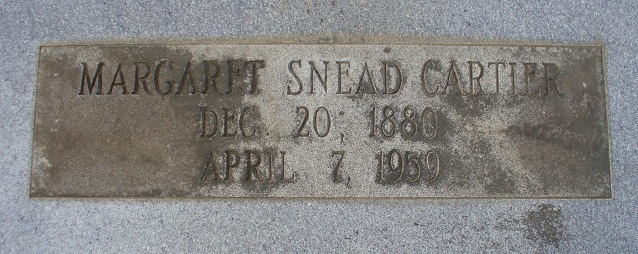 MARGARET SNEAD CARTIER
DEC. 20, 1880
APRIL 7, 1959